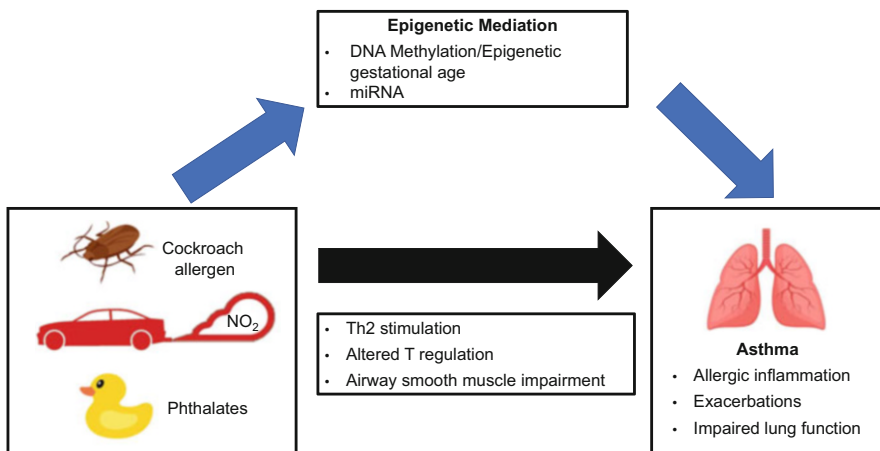 Epigenetic Mediation
• DNA Methylation/Epigenetic
gestational age
• miRNA
Cockroach
allergen
NO₂
Phthalates
• Th2 stimulation
• Altered T regulation
• Airway smooth muscle impairment
Asthma
• Allergic inflammation
• Exacerbations
• Impaired lung function